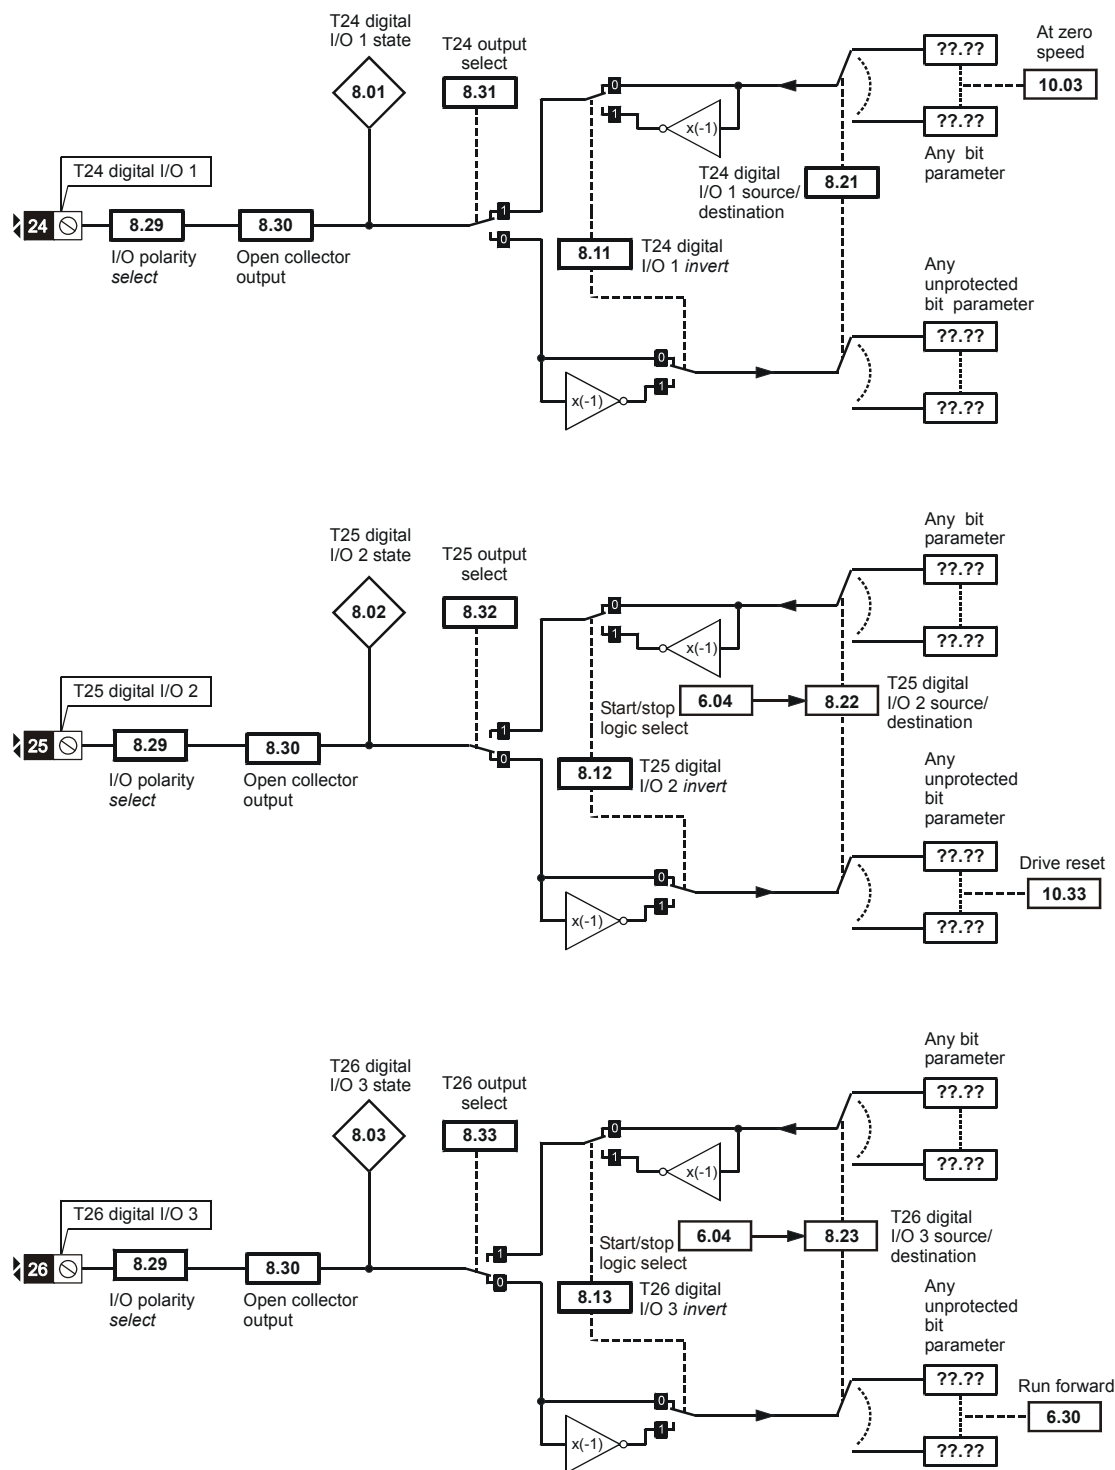 T24 digital
I/O 1 state
T24 output
select
At zero
speed
??.??
10.03
??.??
Any bit
parameter
8.01
8.31
0
1
x(-1)
T24 digital I/O 1
T24 digital
I/O 1 source/
destination
8.21
24
8.29
8.30
1
0
I/O polarity
select
Open collector
output
8.11
T24 digital
I/O 1 invert
Any
unprotected
bit parameter
??.??
0
1
x(-1)
??.??
T25 digital
I/O 2 state
T25 output
select
Any bit
parameter
??.??
8.02
8.32
0
1
x(-1)
??.??
T25 digital I/O 2
Start/stop
logic select
6.04
8.22
T25 digital
I/O 2 source/
destination
25
8.29
8.30
1
0
I/O polarity
select
Open collector
output
8.12
T25 digital
I/O 2 invert
Any
unprotected
bit
parameter
??.??
Drive reset
10.33
0
1
x(-1)
??.??
T26 digital
I/O 3 state
T26 output
select
Any bit
parameter
??.??
8.03
8.33
0
1
x(-1)
??.??
T26 digital I/O 3
Start/stop
logic select
6.04
8.23
T26 digital
I/O 3 source/
destination
26
8.29
8.30
1
0
I/O polarity
select
Open collector
output
8.13
T26 digital
I/O 3 invert
Any
unprotected
bit
parameter
??.??
Run forward
6.30
0
1
x(-1)
??.??